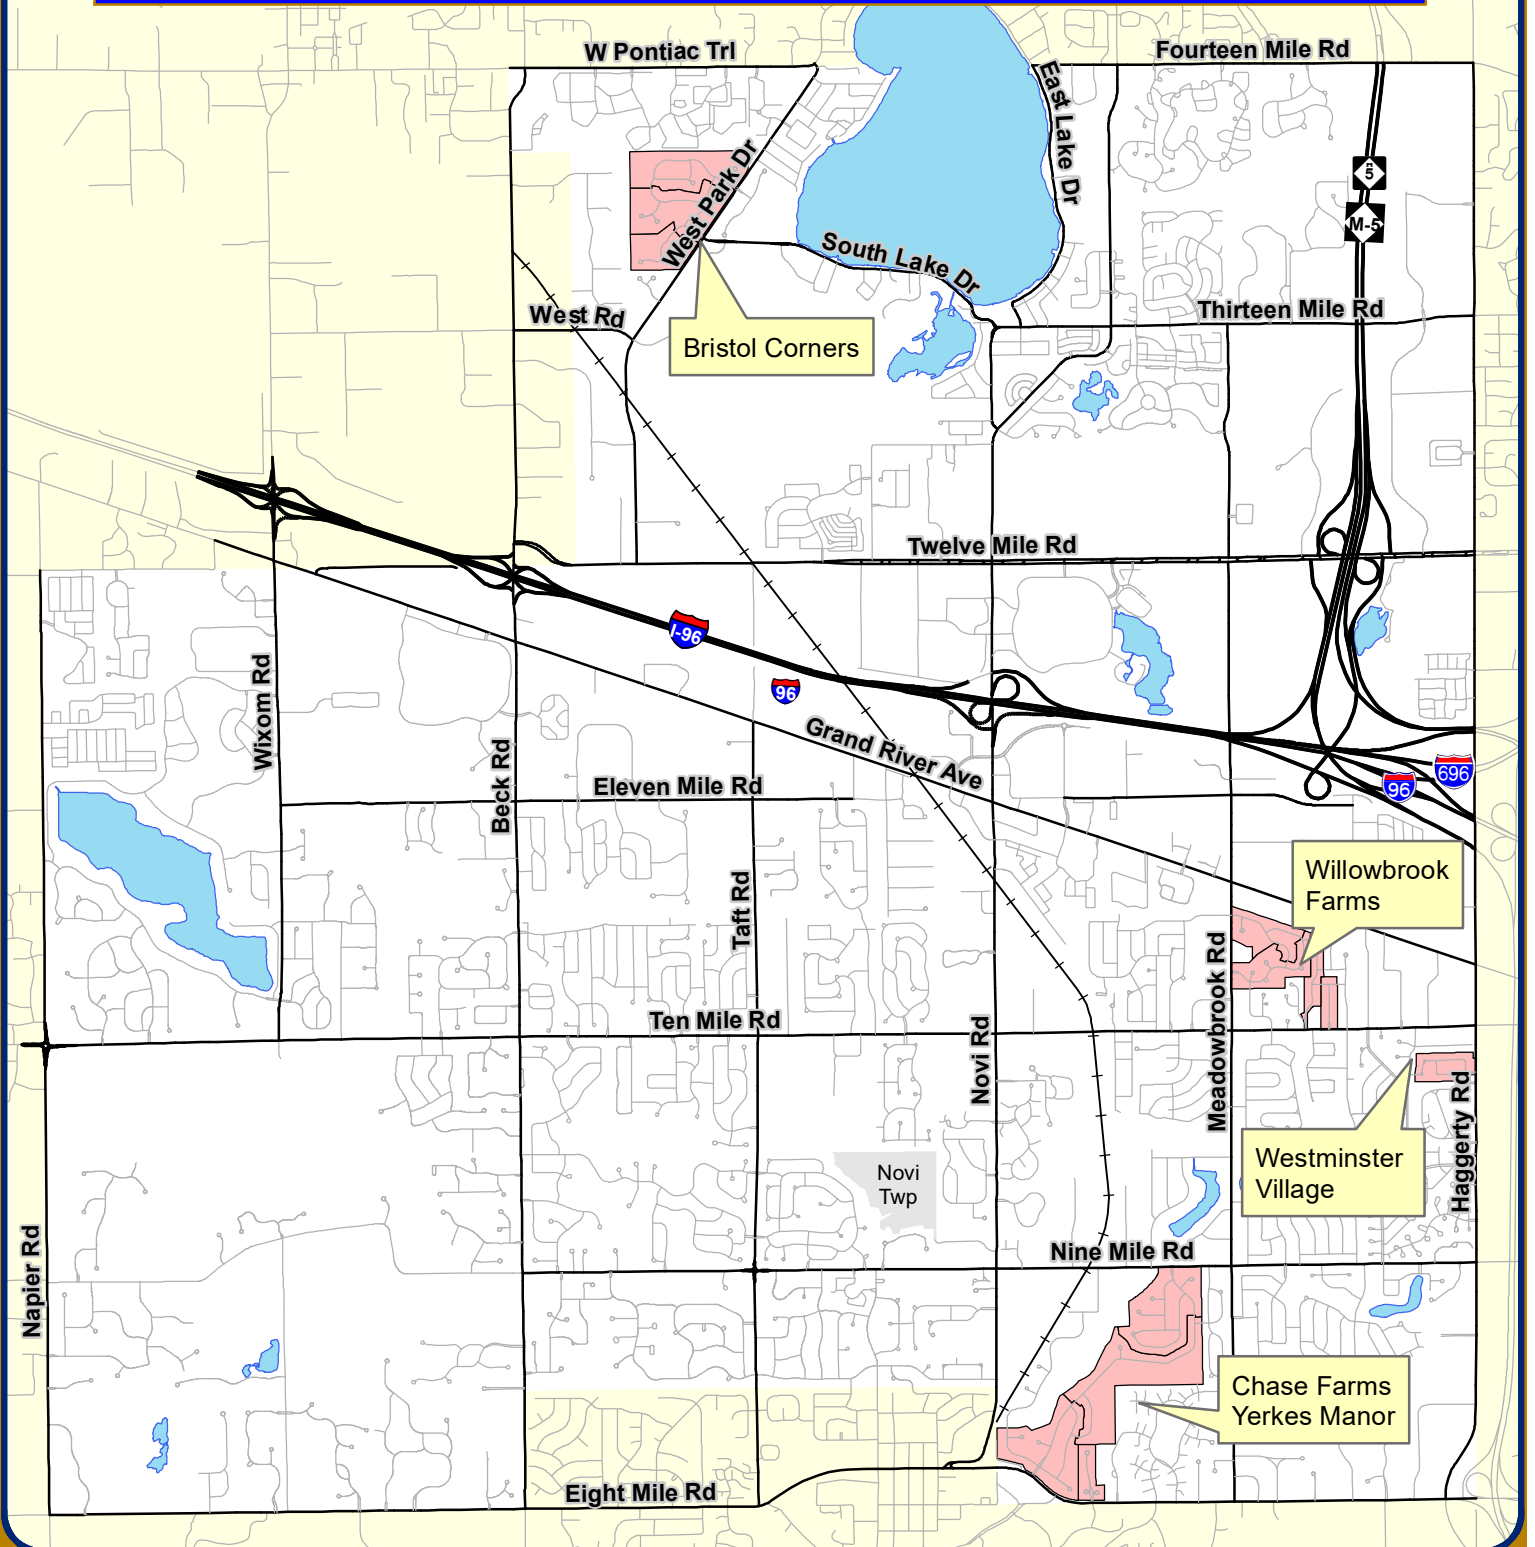 W Pontiac Trl
Fourteen Mile Rd
East Lake Dr
M
5
M-5
West Park Dr
South Lake Dr
West Rd
Thirteen Mile Rd
Bristol Corners
Twelve Mile Rd
I-96
96
Wixom Rd
Grand River Ave
Beck Rd
Eleven Mile Rd
696
96
Willowbrook
Farms
Taft Rd
Meadowbrook Rd
Ten Mile Rd
Novi Rd
Haggerty Rd
Westminster
Village
Novi
Twp
Napier Rd
Nine Mile Rd
Chase Farms
Yerkes Manor
Eight Mile Rd